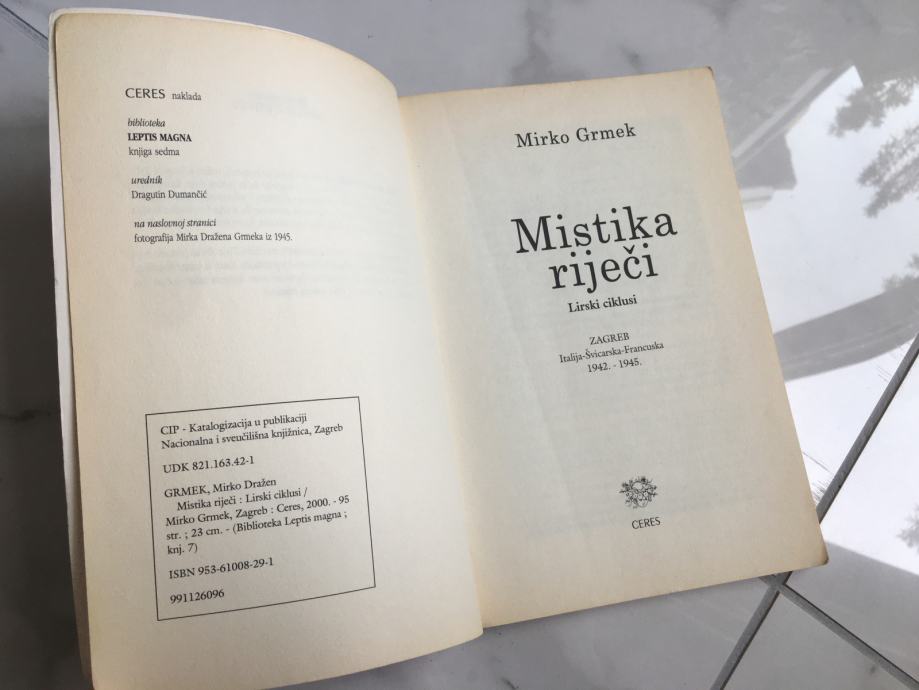 CERES naklada
biblioteka
LEPTIS MAGNA
knjiga sedma
urednik
Dragutin Dumančić
na naslovnoj stranici
fotografija Mirka Dražena Grmeka iz 1945.
CIP - Katalogizacija u publikaciji
Nacionalna i sveučilišna knjižnica, Zagreb
UDK 821.163.42-1
GRMEK, Mirko Dražen
Mistika riječi : Lirski ciklusi /
Mirko Grmek, Zagreb : Ceres, 2000. - 95
str. ; 23 cm. - (Biblioteka Leptis magna ;
knj. 7)
ISBN 953-61008-29-1
991126096
Mirko Grmek
Mistika
riječi
Lirski ciklusi
ZAGREB
Italija-Švicarska-Francuska
1942. - 1945.
CERES